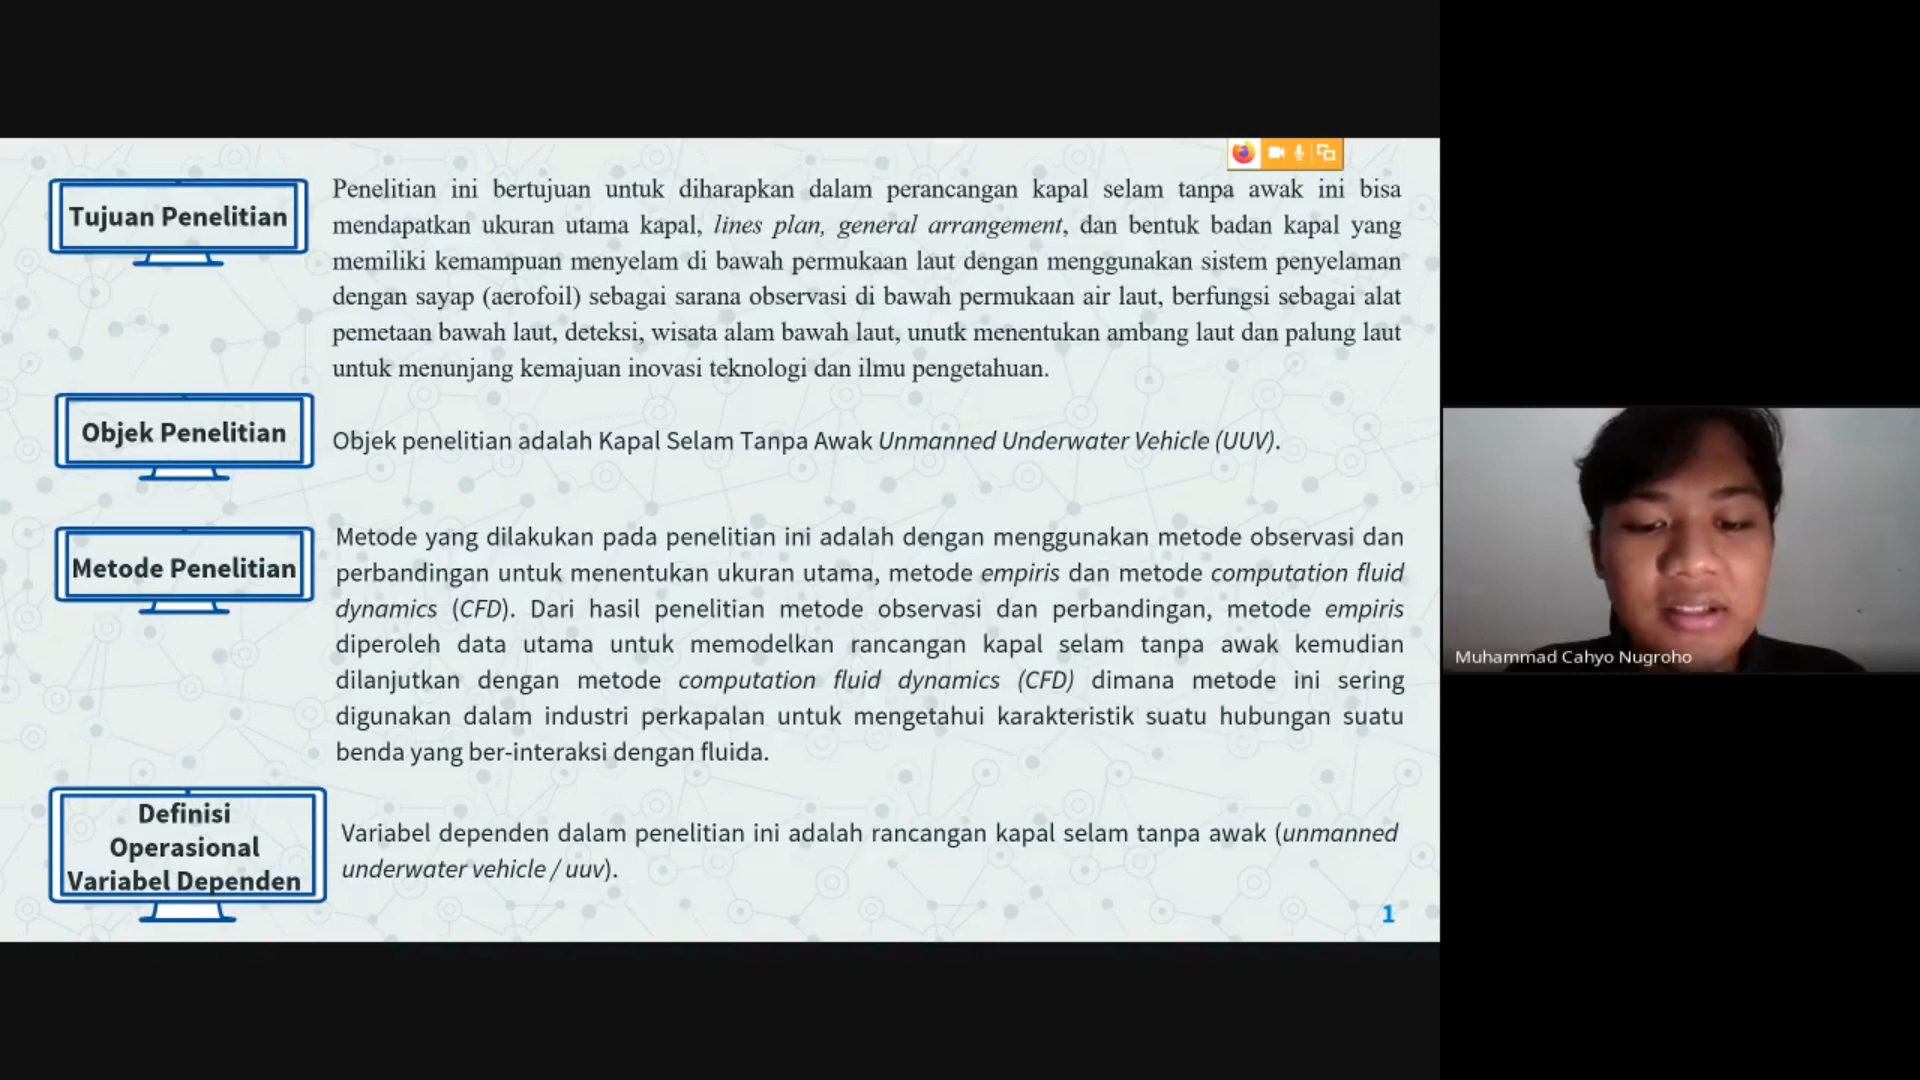 Tujuan Penelitian
Penelitian ini bertujuan untuk diharapkan dalam perancangan kapal selam tanpa awak ini bisa
mendapatkan ukuran utama kapal, lines plan, general arrangement, dan bentuk badan kapal yang
memiliki kemampuan menyelam di bawah permukaan laut dengan menggunakan sistem penyelaman
dengan sayap (aerofoil) sebagai sarana observasi di bawah permukaan air laut, berfungsi sebagai alat
pemetaan bawah laut, deteksi, wisata alam bawah laut, unutk menentukan ambang laut dan palung laut
untuk menunjang kemajuan inovasi teknologi dan ilmu pengetahuan.
Objek Penelitian
Objek penelitian adalah Kapal Selam Tanpa Awak Unmanned Underwater Vehicle (UUV).
Metode Penelitian
Metode yang dilakukan pada penelitian ini adalah dengan menggunakan metode observasi dan
perbandingan untuk menentukan ukuran utama, metode empiris dan metode computation fluid
dynamics (CFD). Dari hasil penelitian metode observasi dan perbandingan, metode empiris
diperoleh data utama untuk memodelkan rancangan kapal selam tanpa awak kemudian
dilanjutkan dengan metode computation fluid dynamics (CFD) dimana metode ini sering
digunakan dalam industri perkapalan untuk mengetahui karakteristik suatu hubungan suatu
benda yang ber-interaksi dengan fluida.
Definisi
Operasional
Variabel Dependen
Variabel dependen dalam penelitian ini adalah rancangan kapal selam tanpa awak (unmanned
underwater vehicle / uuv).
1
Muhammad Cahyo Nugroho